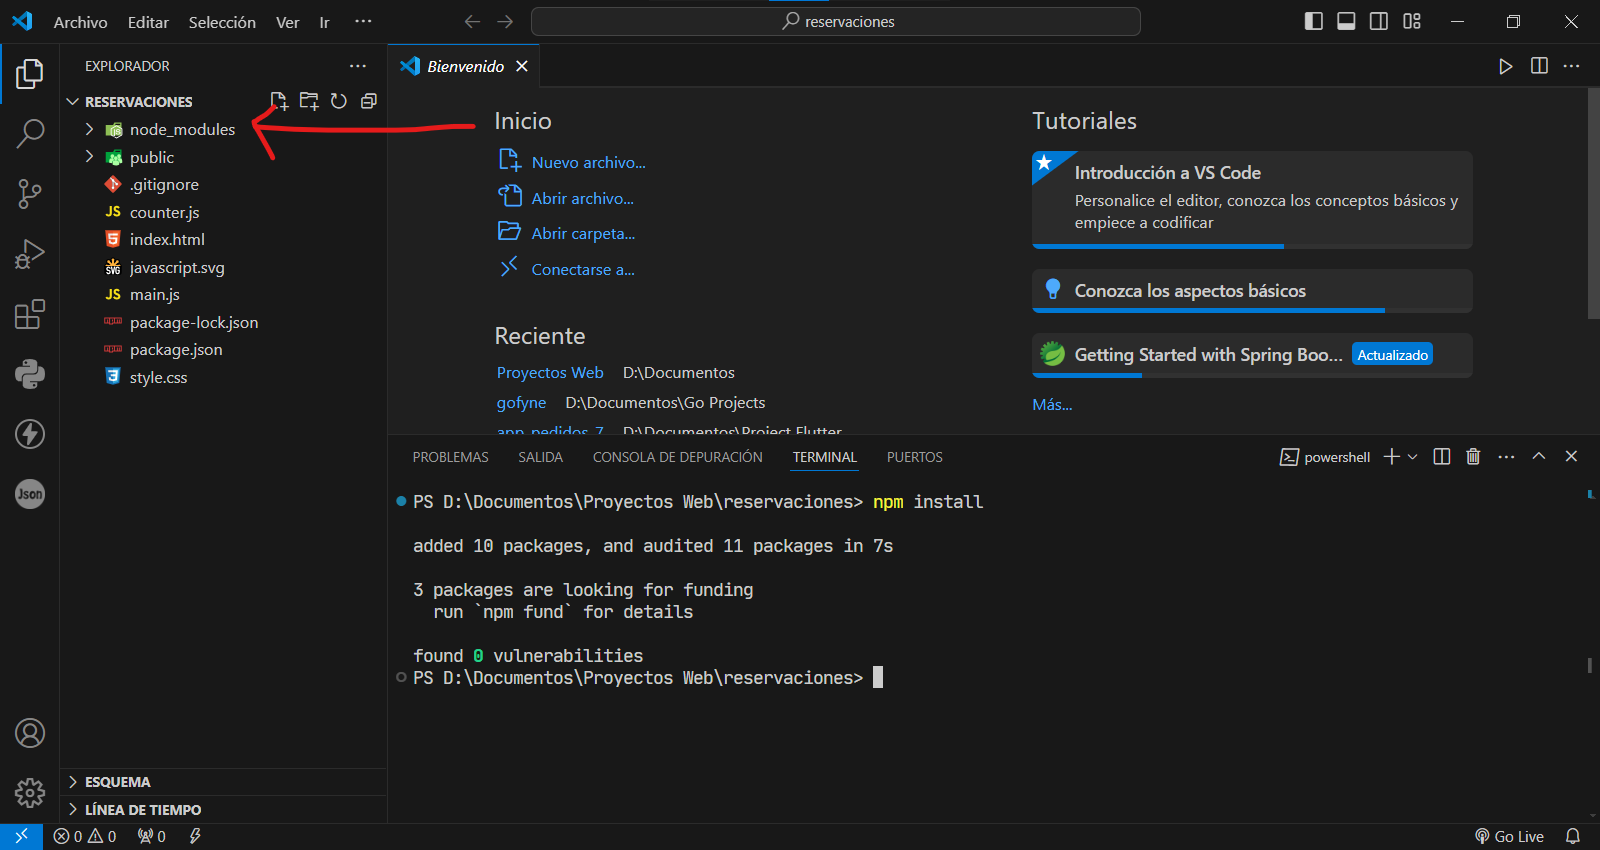 Archivo Editar Selección Ver Ir ··· reservaciones
EXPLORADOR ···
RESERVACIONES
node_modules
public
.gitignore
JS counter.js
index.html
SVG javascript.svg
JS main.js
package-lock.json
package.json
style.css
ESQUEMA
LÍNEA DE TIEMPO
Json
Bienvenido
Inicio
Nuevo archivo...
Abrir archivo...
Abrir carpeta...
Conectarse a...
Reciente
Proyectos Web D:\Documentos
gofyne D:\Documentos\Go Projects
app_pedidos_7 D:\Documentos\Project Flutter
Tutoriales
Introducción a VS Code
Personalice el editor, conozca los conceptos básicos y
empiece a codificar
Conozca los aspectos básicos
Getting Started with Spring Boo... Actualizado
Más...
PROBLEMAS SALIDA CONSOLA DE DEPURACIÓN TERMINAL PUERTOS powershell
PS D:\Documentos\Proyectos Web\reservaciones> npm install
added 10 packages, and audited 11 packages in 7s
3 packages are looking for funding
run `npm fund` for details
found 0 vulnerabilities
PS D:\Documentos\Proyectos Web\reservaciones>
0 0 0 Go Live